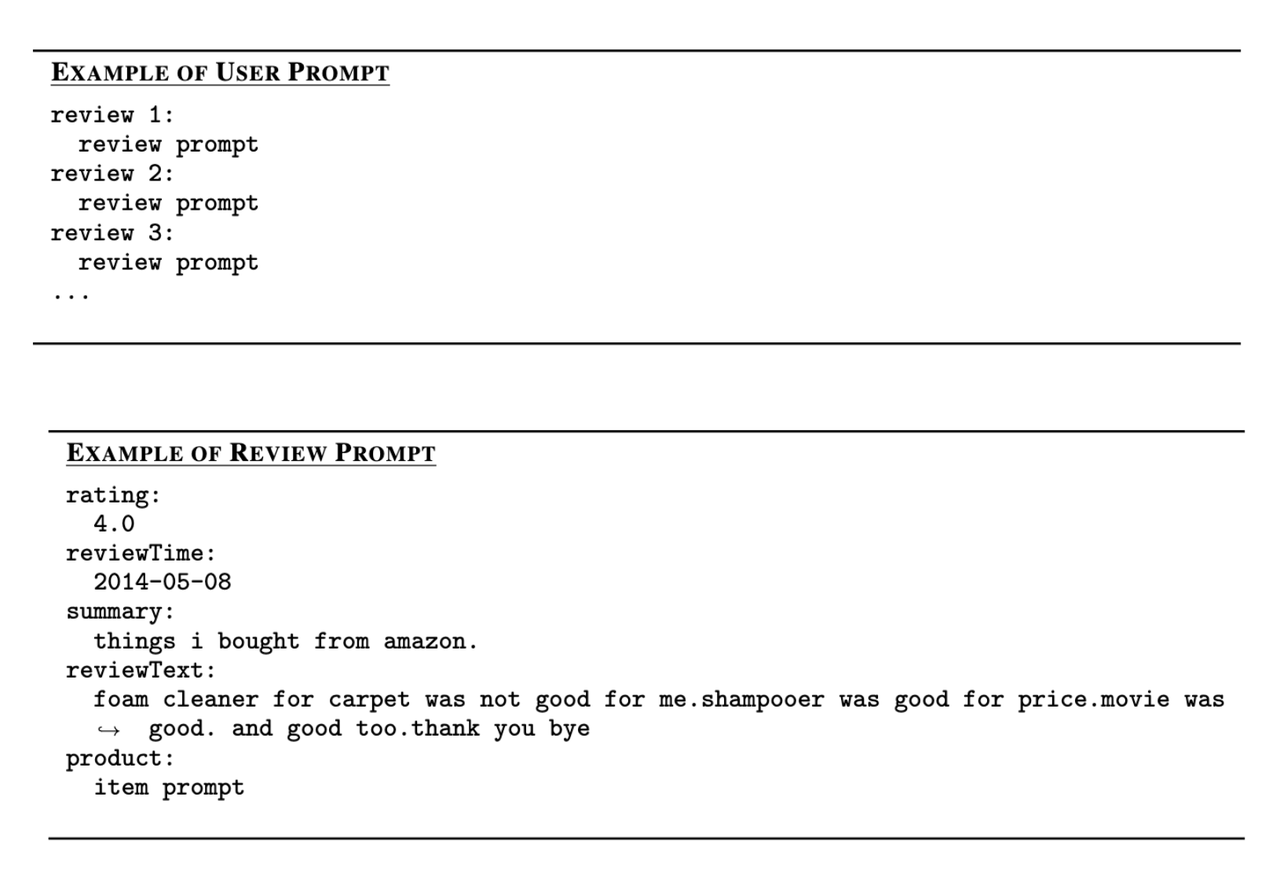 EXAMPLE OF USER PROMPT
review 1:
  review prompt
review 2:
  review prompt
review 3:
  review prompt
...
EXAMPLE OF REVIEW PROMPT
rating:
  4.0
reviewTime:
  2014-05-08
summary:
  things i bought from amazon.
reviewText:
  foam cleaner for carpet was not good for me.shampooer was good for price.movie was
  ↪ good. and good too.thank you bye
product:
  item prompt